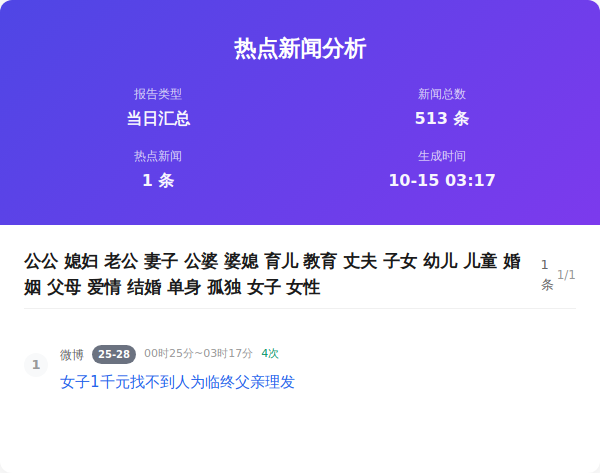 热点新闻分析
报告类型
新闻总数
当日汇总
513 条
热点新闻
生成时间
1 条
10-15 03:17
公公 媳妇 老公 妻子 公婆 婆媳 育儿 教育 丈夫 子女 幼儿 儿童 婚
姻 父母 爱情 结婚 单身 孤独 女子 女性
1
条
1/1
1
微博 25-28 00时25分~03时17分 4次
女子1千元找不到人为临终父亲理发